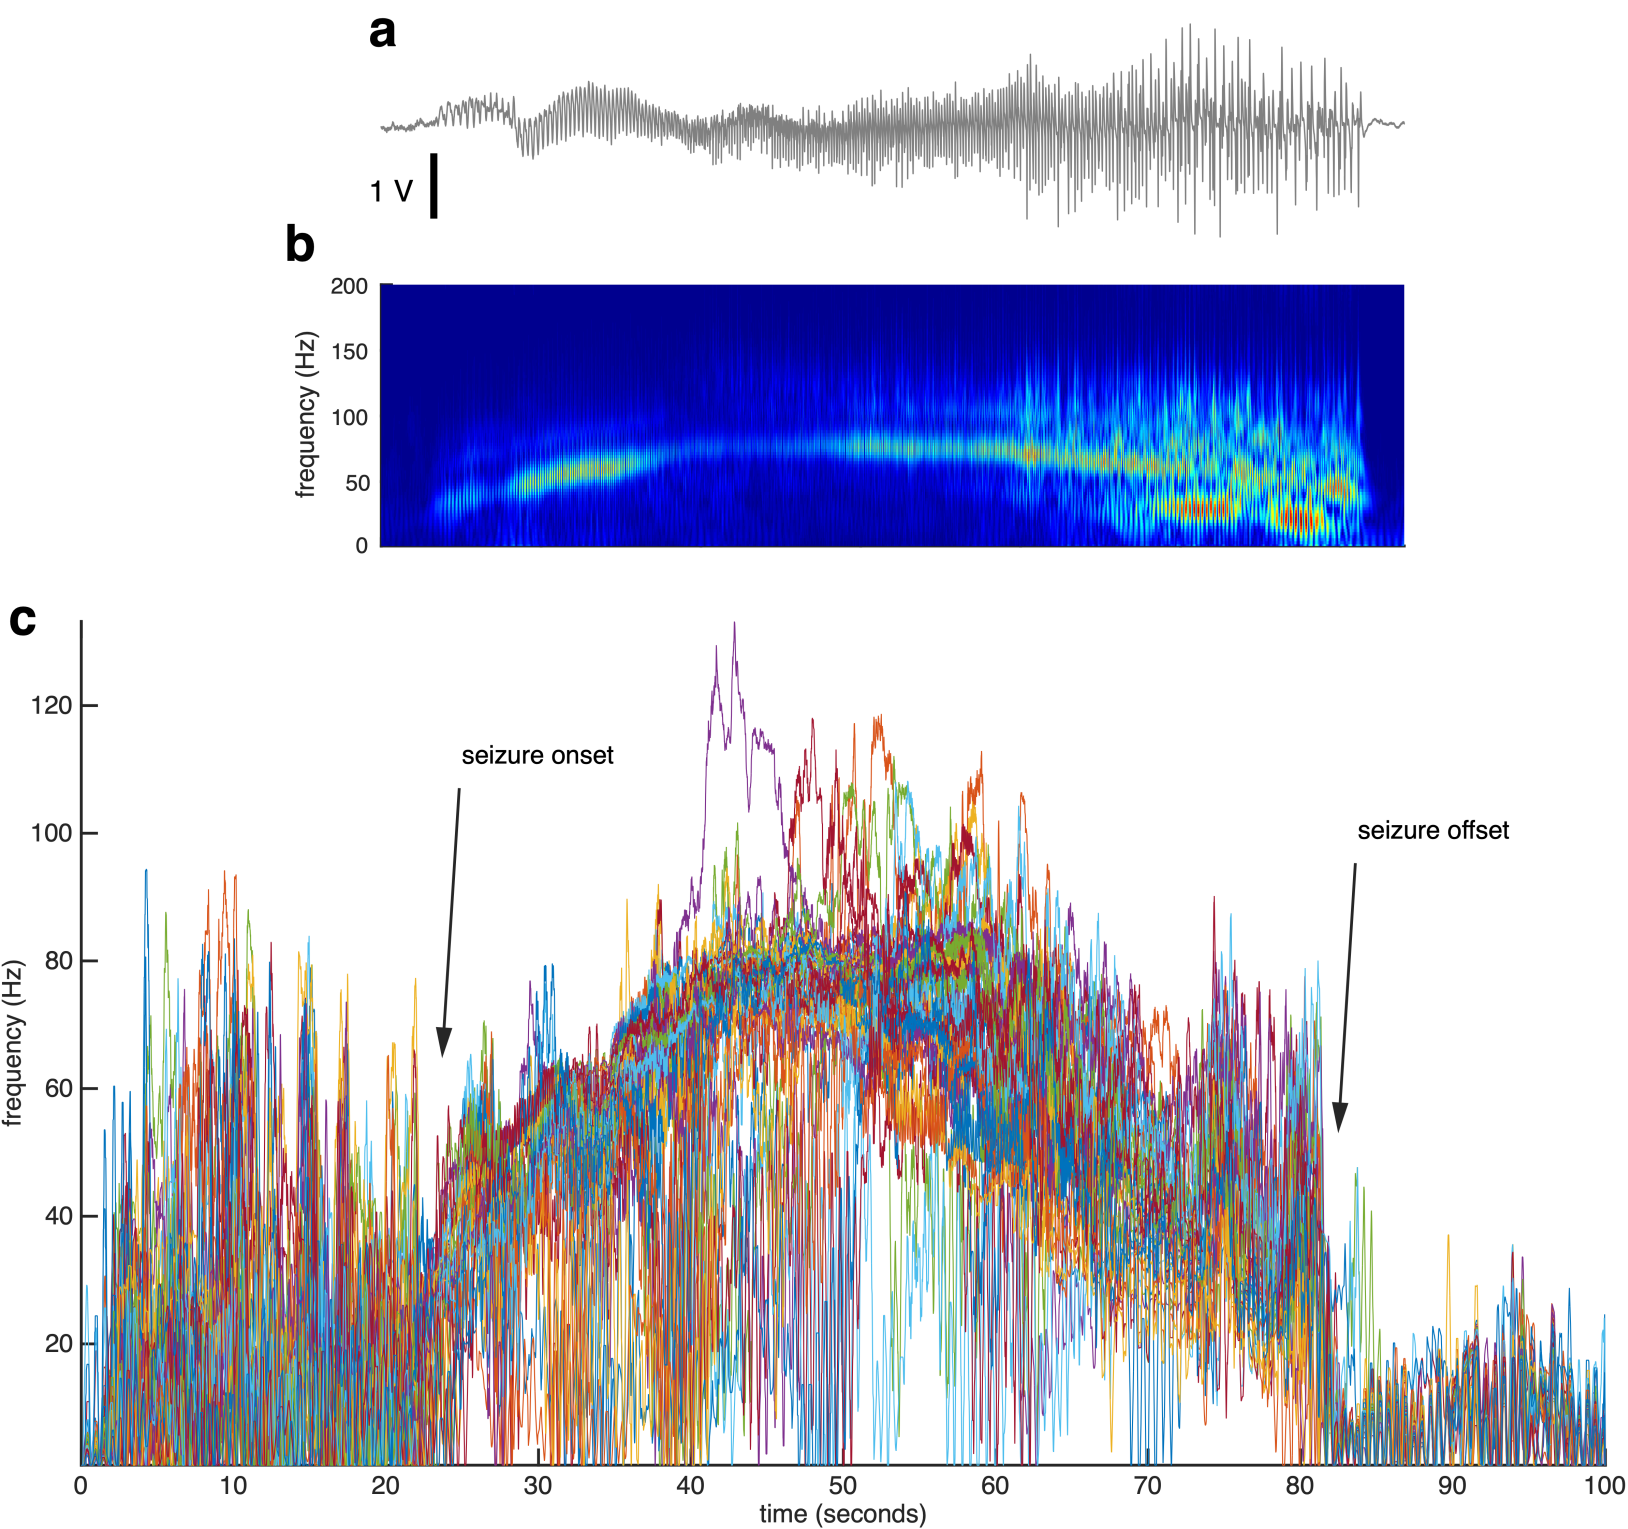 a
1 V
b
200
150
100
50
0
frequency (Hz)
c
120
100
80
60
40
20
frequency (Hz)
seizure onset
seizure offset
0 10 20 30 40 50 60 70 80 90 100
time (seconds)